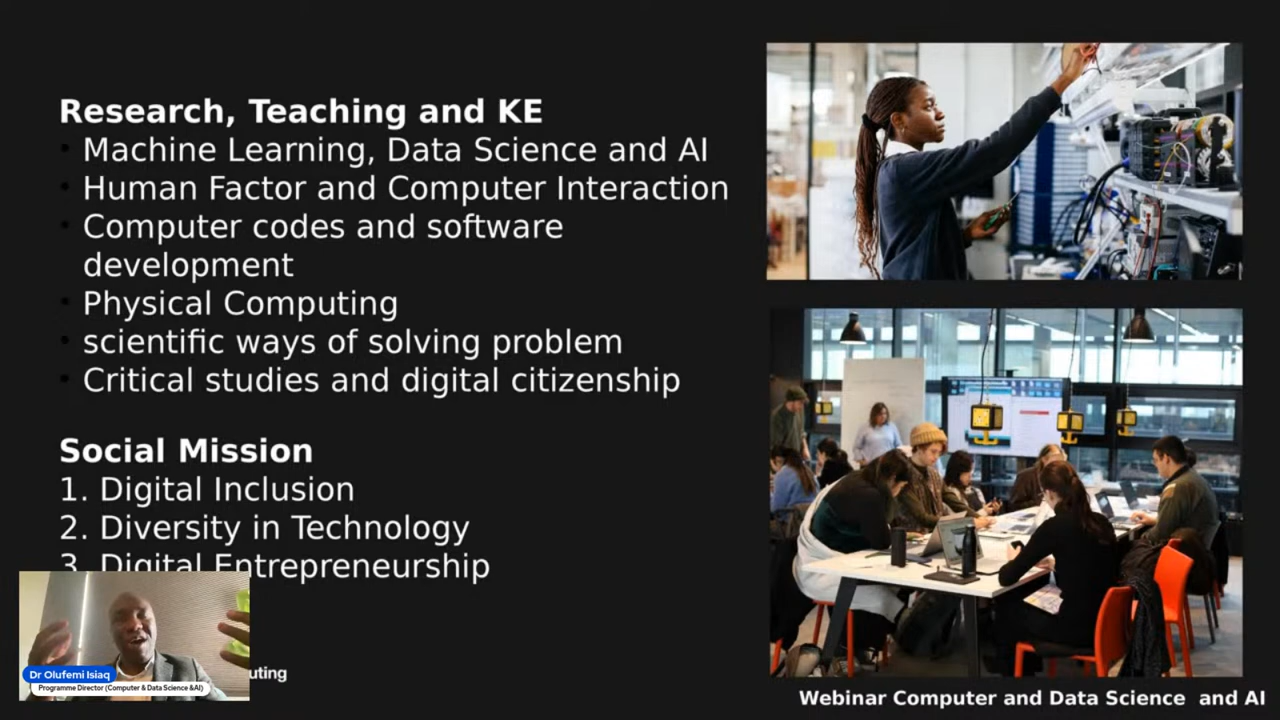 Research, Teaching and KE
Machine Learning, Data Science and AI
Human Factor and Computer Interaction
Computer codes and software
development
Physical Computing
scientific ways of solving problem
Critical studies and digital citizenship
Social Mission
1. Digital Inclusion
2. Diversity in Technology
3. Digital Entrepreneurship
Dr Olufemi Isiaq
Programme Director (Computer & Data Science &AI)
Webinar Computer and Data Science and AI